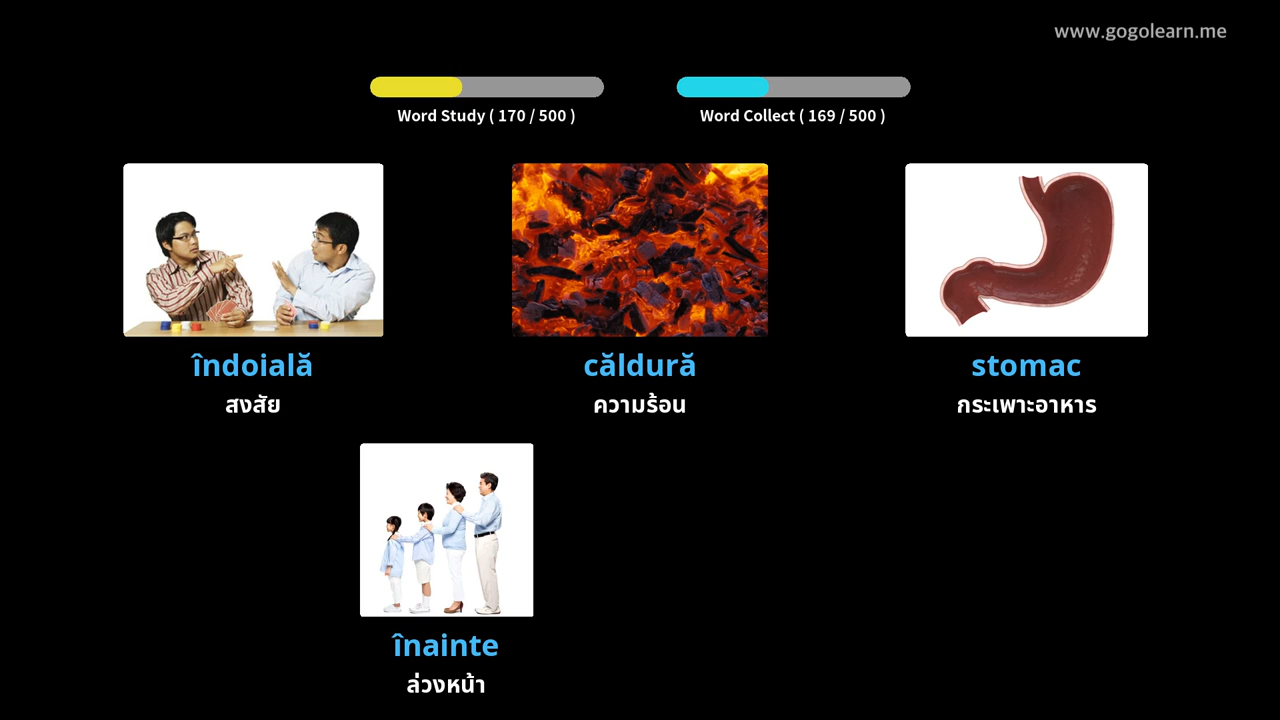 www.gogolearn.me
Word Study ( 170 / 500 )
Word Collect ( 169 / 500 )
îndoială
căldură
stomac
สงสัย
ความร้อน
กระเพาะอาหาร
înainte
ล่วงหน้า